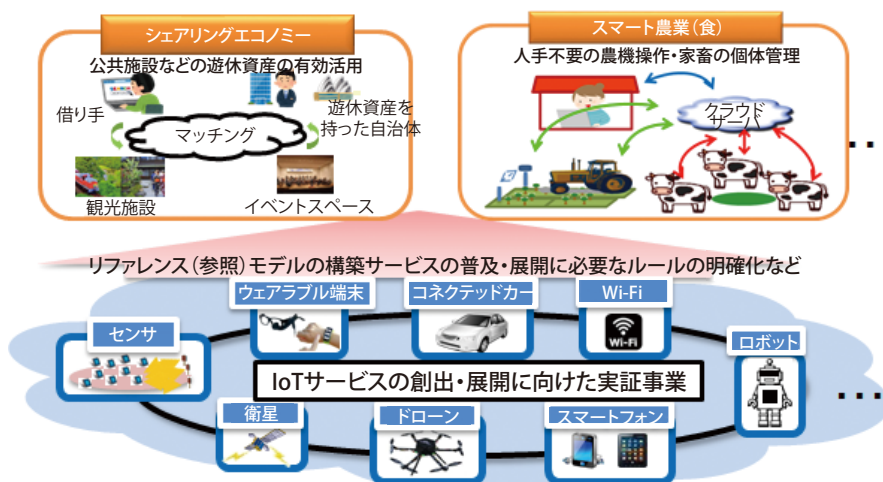 シェアリングエコノミー
公共施設などの遊休資産の有効活用
借り手
マッチング
遊休資産を
持った自治体
観光施設
イベントスペース
スマート農業(食)
人手不要の農機操作・家畜の個体管理
クラウド
サーバ
・・・
リファレンス(参照)モデルの構築サービスの普及・展開に必要なルールの明確化など
センサ
ウェアラブル端末
コネクテッドカー
Wi-Fi
Wi-Fi
ロボット
IoTサービスの創出・展開に向けた実証事業
・・・
衛星
ドローン
スマートフォン